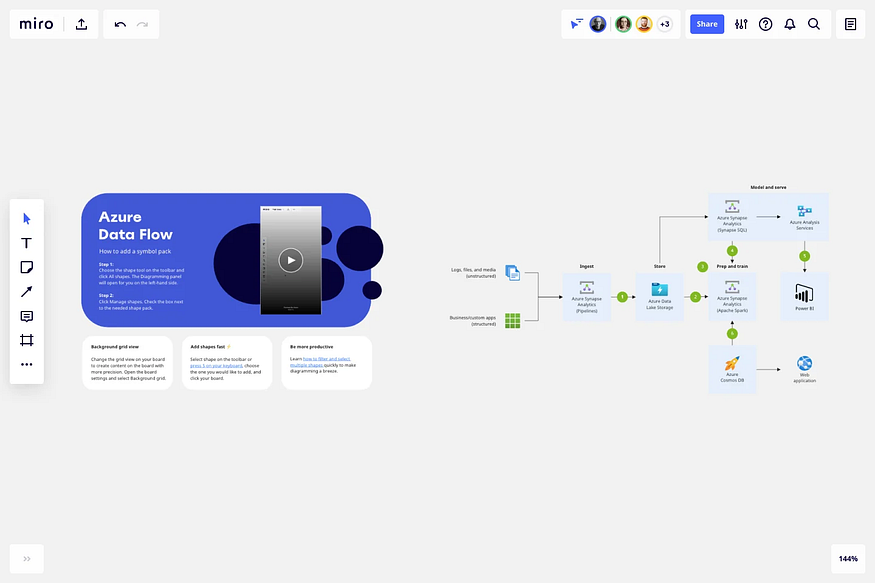 miro
+3
Share
Azure
Data Flow
How to add a symbol pack
Step 1:
Choose the shape tool on the toolbar and
click All shapes. The Diagramming panel
will open for you on the left-hand side.
Step 2:
Click Manage shapes. Check the box next
to the needed shape pack.
Background grid view
Change the grid view on your board
to create content on the board with
more precision. Open the board
settings and select Background grid.
Add shapes fast ⚡
Select shape on the toolbar or
press S on your keyboard, choose
the one you would like to add, and
click your board.
Be more productive
Learn how to filter and select
multiple shapes quickly to make
diagramming a breeze.
Model and serve
Azure Synapse
Analytics
(Synapse SQL)
Azure Analysis
Services
4
5
Logs, files, and media
(unstructured)
Business/custom apps
(structured)
Ingest
Azure Synapse
Analytics
(Pipelines)
1
Store
Azure Data
Lake Storage
2
3
Prep and train
Azure Synapse
Analytics
(Apache Spark)
Power BI
Azure
Cosmos DB
Web
application
T
144%